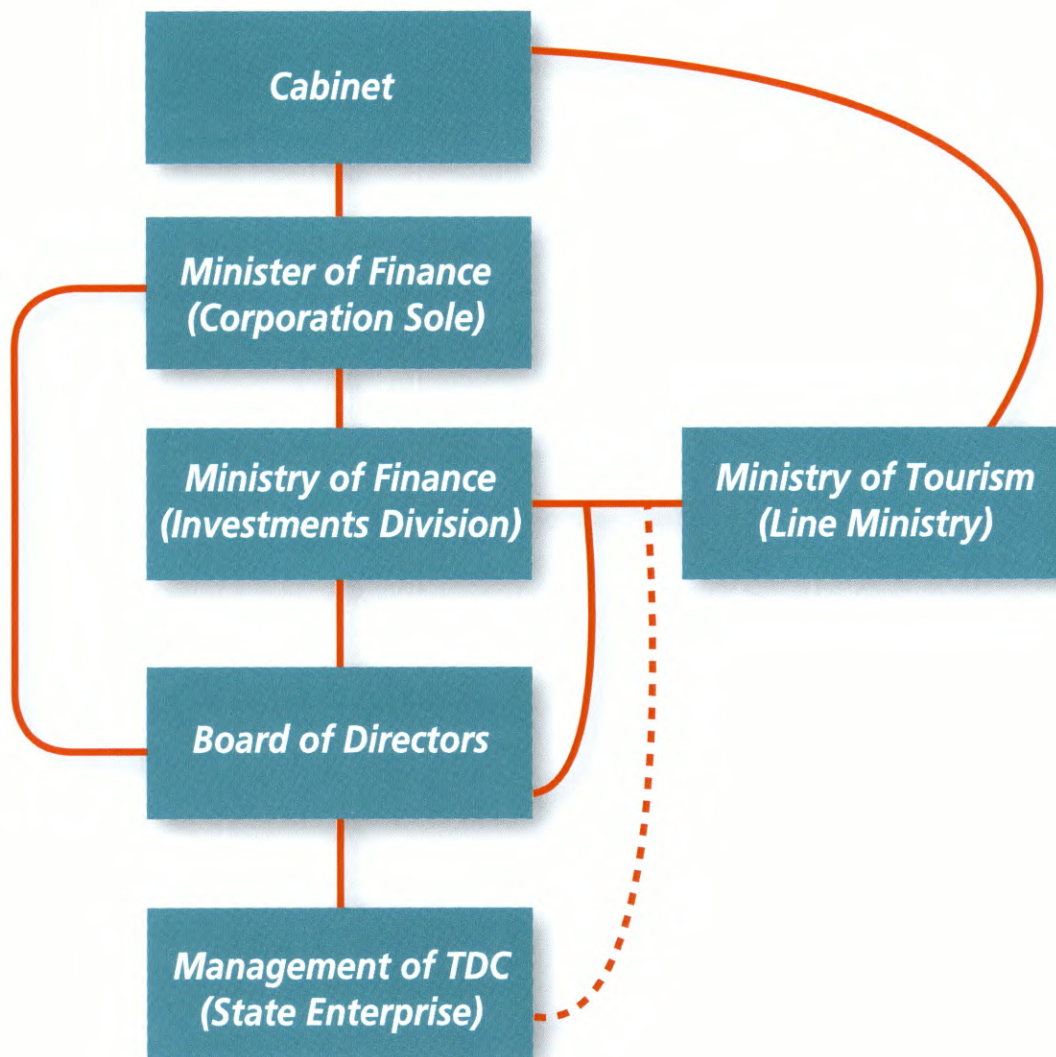 Cabinet
Minister of Finance
(Corporation Sole)
Ministry of Finance
(Investments Division)
Ministry of Tourism
(Line Ministry)
Board of Directors
Management of TDC
(State Enterprise)